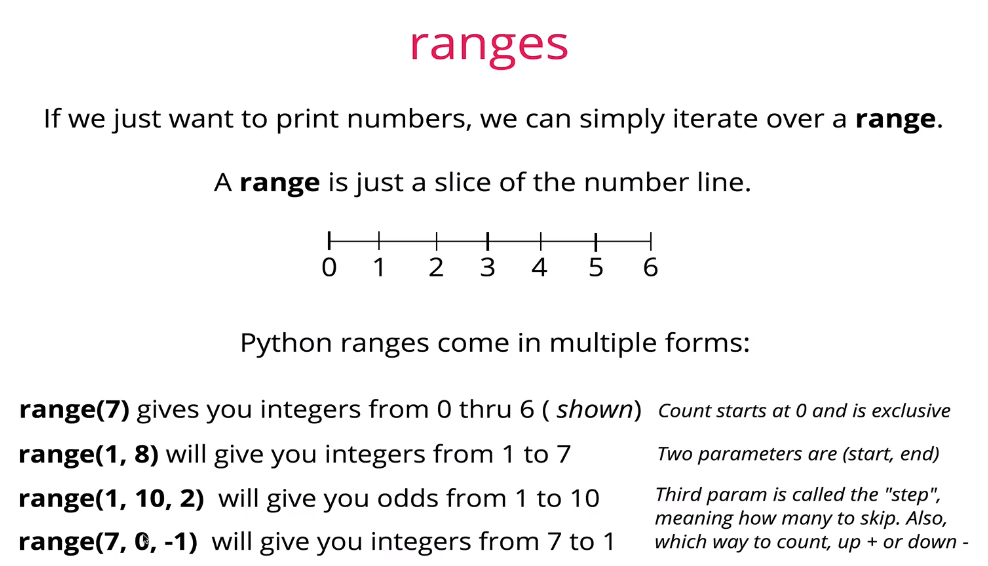 ranges
If we just want to print numbers, we can simply iterate over a range.
A range is just a slice of the number line.
0 1 2 3 4 5 6
Python ranges come in multiple forms:
range(7) gives you integers from 0 thru 6 ( shown) Count starts at 0 and is exclusive
range(1, 8) will give you integers from 1 to 7 Two parameters are (start, end)
range(1, 10, 2) will give you odds from 1 to 10 Third param is called the "step",
meaning how many to skip. Also,
range(7, 0, -1) will give you integers from 7 to 1 which way to count, up + or down -